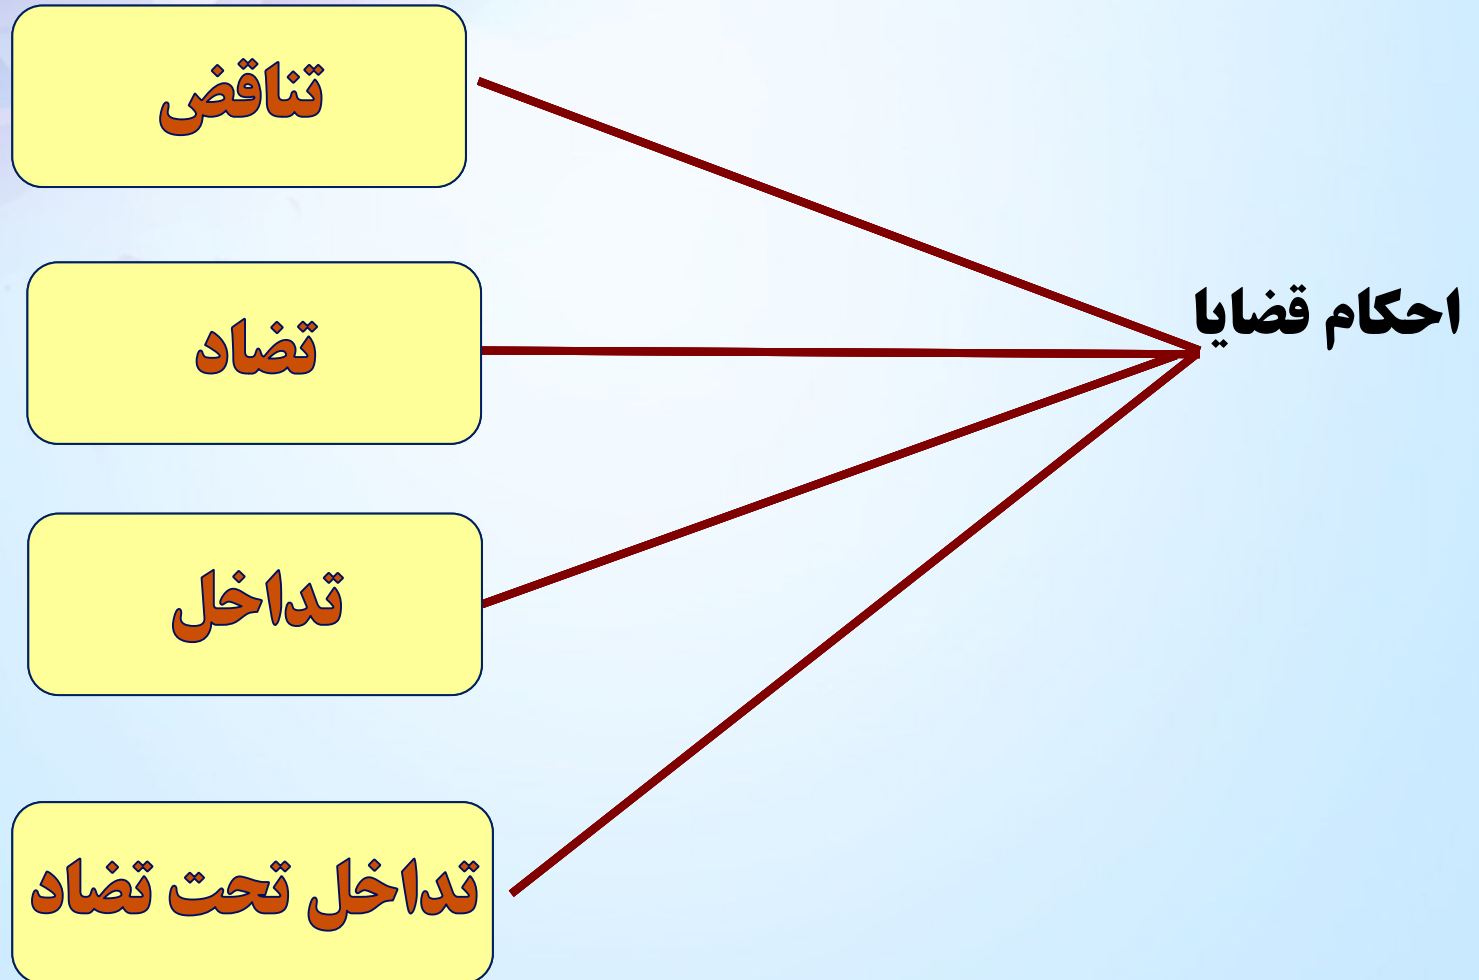 احکام قضایا
تناقض
تضاد
تداخل
تداخل تحت تضاد